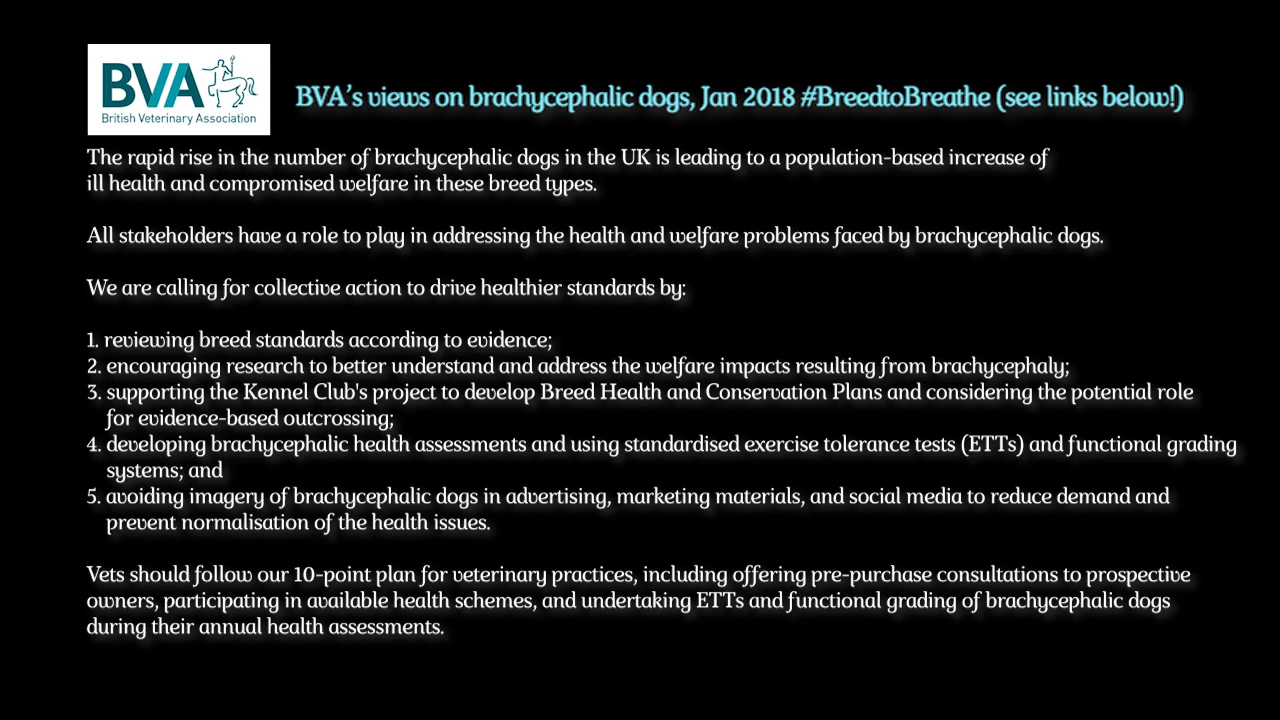 BVA
British Veterinary Association
BVA's views on brachycephalic dogs, Jan 2018 #BreedtoBreathe (see links below!)
The rapid rise in the number of brachycephalic dogs in the UK is leading to a population-based increase of
ill health and compromised welfare in these breed types.
All stakeholders have a role to play in addressing the health and welfare problems faced by brachycephalic dogs.
We are calling for collective action to drive healthier standards by:
1. reviewing breed standards according to evidence;
2. encouraging research to better understand and address the welfare impacts resulting from brachycephaly;
3. supporting the Kennel Club's project to develop Breed Health and Conservation Plans and considering the potential role
for evidence-based outcrossing;
4. developing brachycephalic health assessments and using standardised exercise tolerance tests (ETTs) and functional grading
systems; and
5. avoiding imagery of brachycephalic dogs in advertising, marketing materials, and social media to reduce demand and
prevent normalisation of the health issues.
Vets should follow our 10-point plan for veterinary practices, including offering pre-purchase consultations to prospective
owners, participating in available health schemes, and undertaking ETTs and functional grading of brachycephalic dogs
during their annual health assessments.